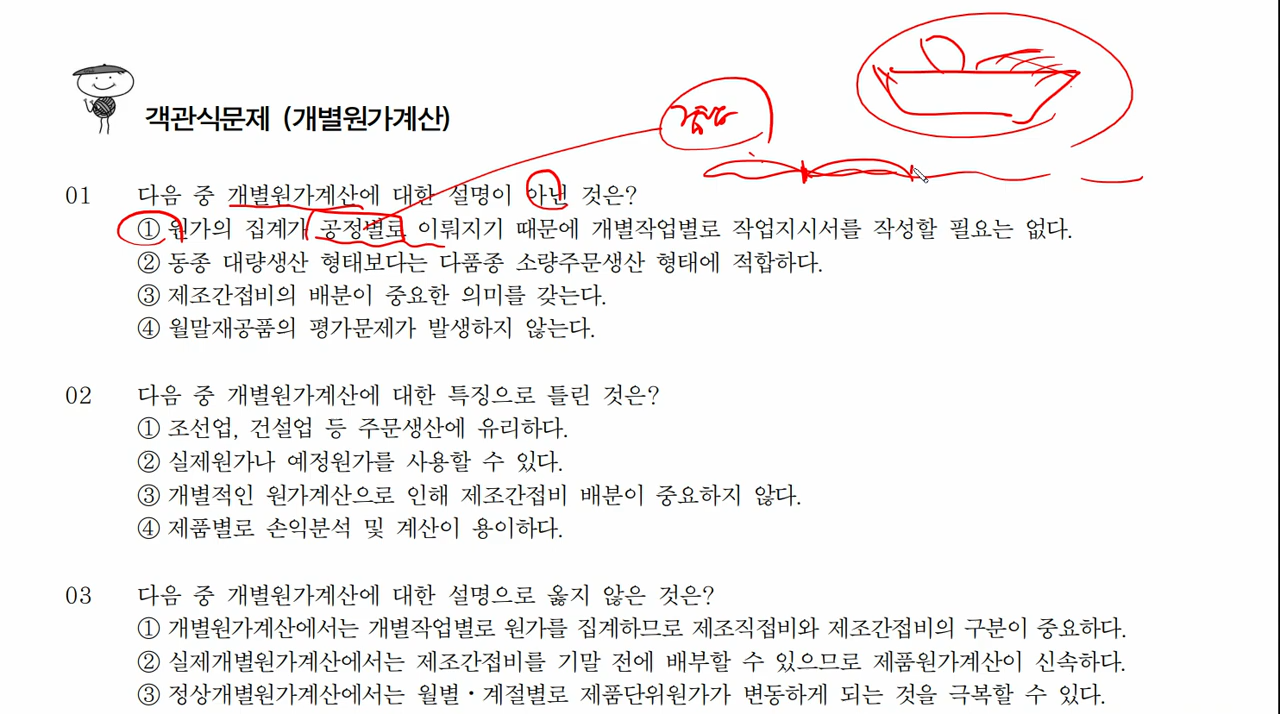 객관식문제 (개별원가계산)
01 다음 중 개별원가계산에 대한 설명이 아닌 것은?
① 원가의 집계가 공정별로 이뤄지기 때문에 개별작업별로 작업지시서를 작성할 필요는 없다.
② 동종 대량생산 형태보다는 다품종 소량주문생산 형태에 적합하다.
③ 제조간접비의 배분이 중요한 의미를 갖는다.
④ 월말재공품의 평가문제가 발생하지 않는다.
02 다음 중 개별원가계산에 대한 특징으로 틀린 것은?
① 조선업, 건설업 등 주문생산에 유리하다.
② 실제원가나 예정원가를 사용할 수 있다.
③ 개별적인 원가계산으로 인해 제조간접비 배분이 중요하지 않다.
④ 제품별로 손익분석 및 계산이 용이하다.
03 다음 중 개별원가계산에 대한 설명으로 옳지 않은 것은?
① 개별원가계산에서는 개별작업별로 원가를 집계하므로 제조직접비와 제조간접비의 구분이 중요하다.
② 실제개별원가계산에서는 제조간접비를 기말 전에 배부할 수 있으므로 제품원가계산이 신속하다.
③ 정상개별원가계산에서는 월별·계절별로 제품단위원가가 변동하게 되는 것을 극복할 수 있다.